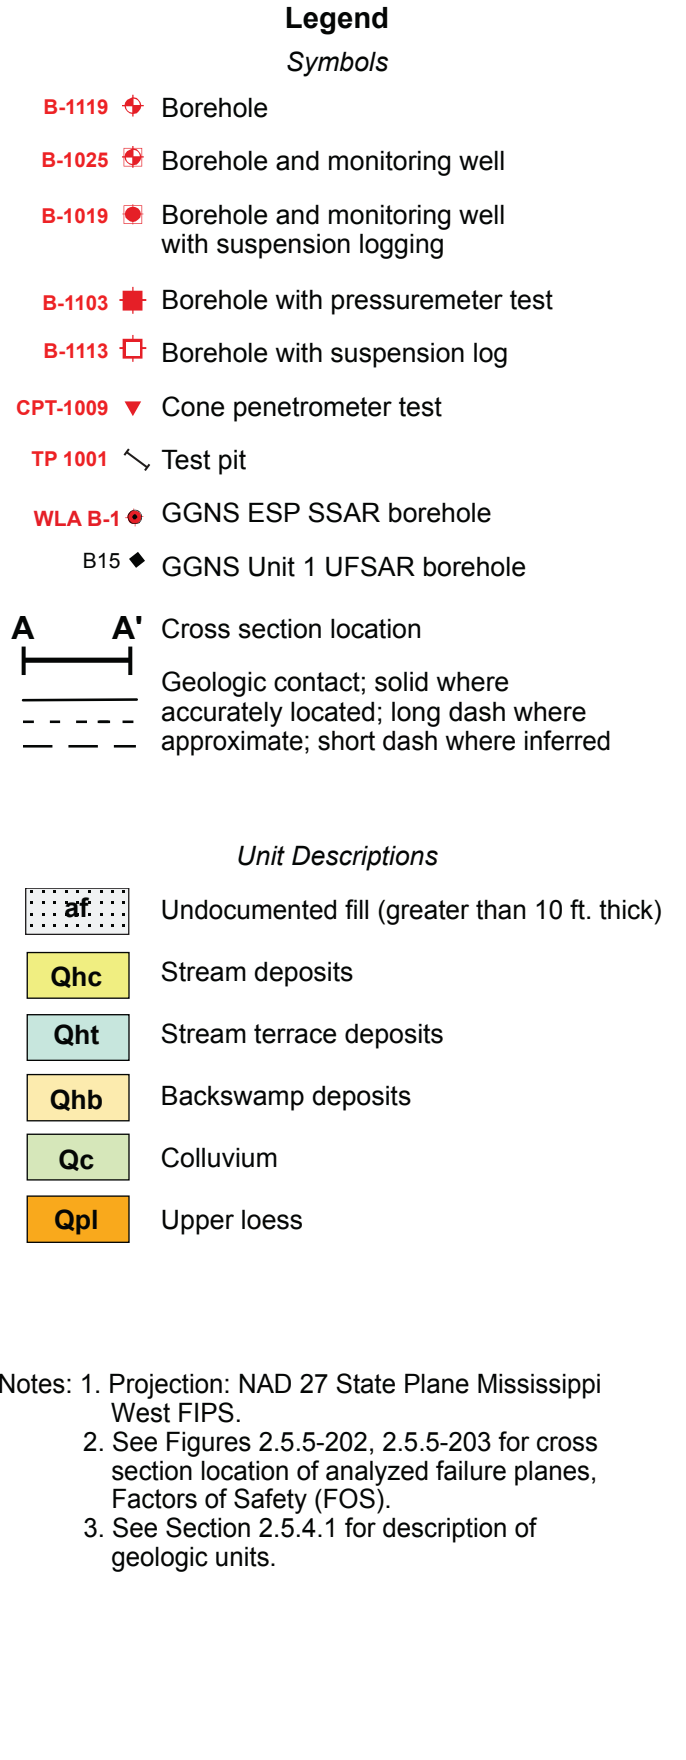 Legend
Symbols
B-1119 Borehole
B-1025 Borehole and monitoring well
B-1019 Borehole and monitoring well
with suspension logging
B-1103 Borehole with pressuremeter test
B-1113 Borehole with suspension log
CPT-1009 Cone penetrometer test
TP 1001 Test pit
WLA B-1 GGNS ESP SSAR borehole
B15 GGNS Unit 1 UFSAR borehole
A A' Cross section location
Geologic contact; solid where
accurately located; long dash where
approximate; short dash where inferred
Unit Descriptions
af Undocumented fill (greater than 10 ft. thick)
Qhc Stream deposits
Qht Stream terrace deposits
Qhb Backswamp deposits
Qc Colluvium
Qpl Upper loess
Notes: 1. Projection: NAD 27 State Plane Mississippi
West FIPS.
2. See Figures 2.5.5-202, 2.5.5-203 for cross
section location of analyzed failure planes,
Factors of Safety (FOS).
3. See Section 2.5.4.1 for description of
geologic units.